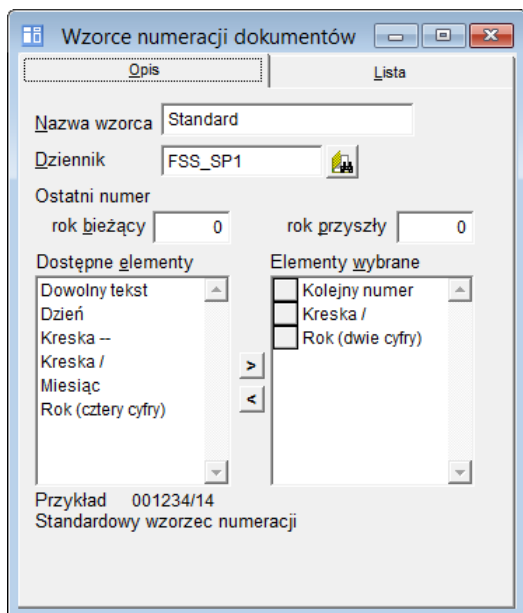 Wzorce numeracji dokumentów
Opis Lista
Nazwa wzorca Standard
Dziennik FSS_SP1
Ostatni numer
rok bieżący 0 rok przyszły 0
Dostępne elementy Elementy wybrane
Dowolny tekst Kolejny numer
Dzień Kreska /
Kreska -- Rok (dwie cyfry)
Kreska /
Miesiąc
Rok (cztery cyfry)
>
<
Przykład 001234/14
Standardowy wzorzec numeracji